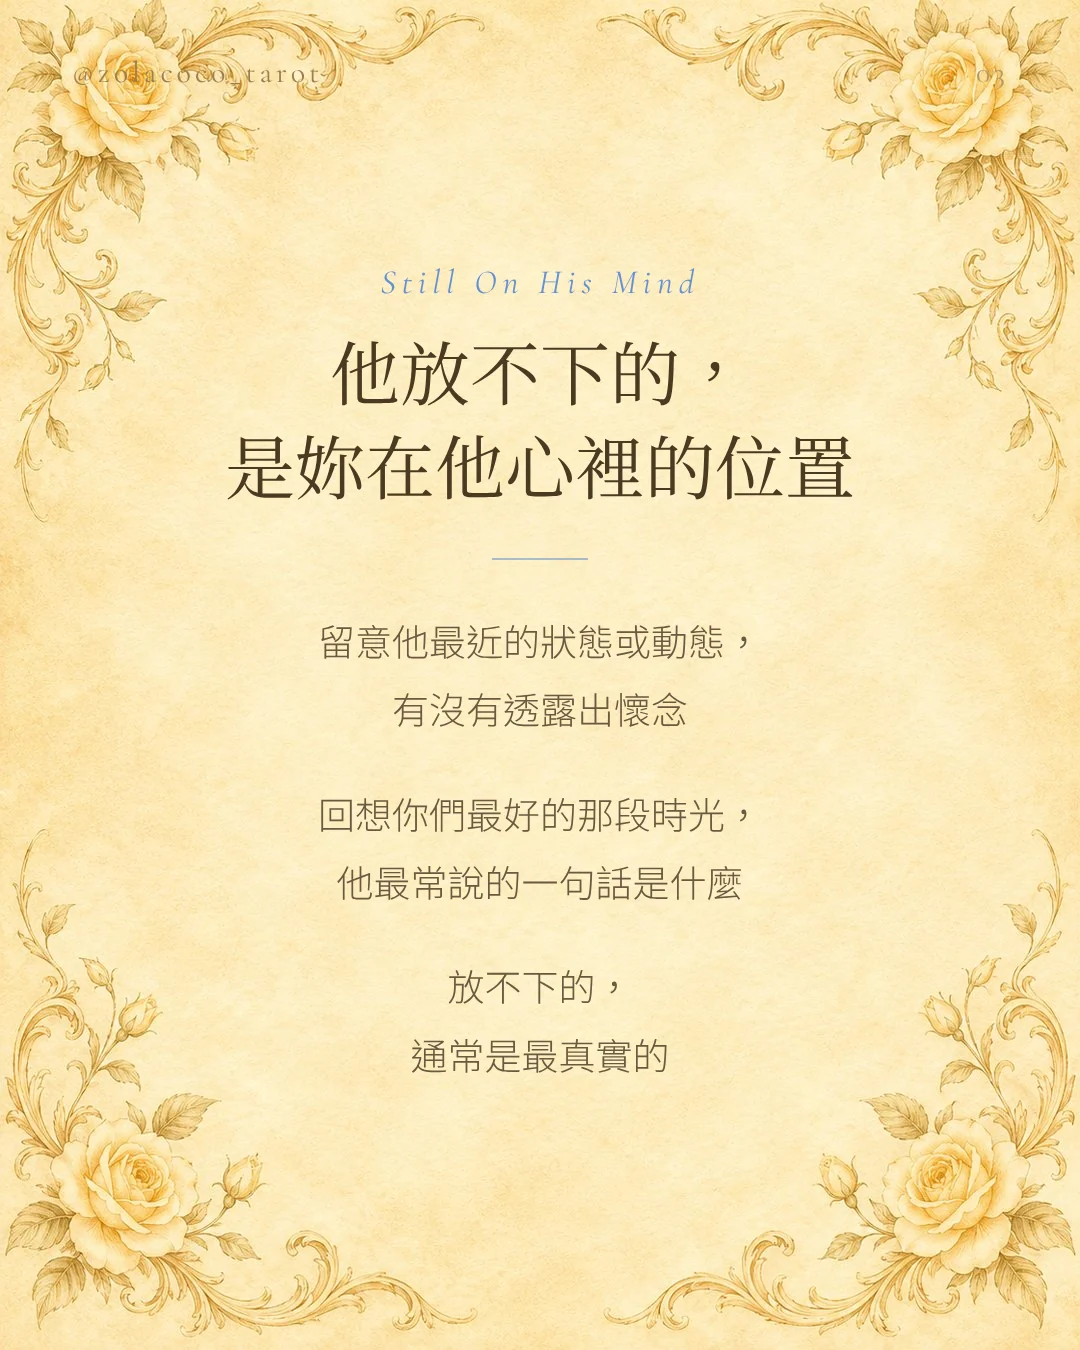 @zolacoco_tarot
03
Still On His Mind
他放不下的，
是妳在他心裡的位置
留意他最近的狀態或動態，
有沒有透露出懷念
回想你們最好的那段時光，
他最常說的一句話是什麼
放不下的，
通常是最真實的